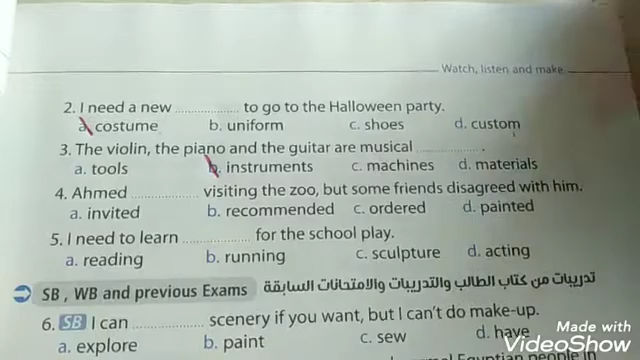 Watch, listen and make
2. I need a new .................. to go to the Halloween party.
a. costume b. uniform c. shoes d. custom
3. The violin, the piano and the guitar are musical .................. .
a. tools b. instruments c. machines d. materials
4. Ahmed .................. visiting the zoo, but some friends disagreed with him.
a. invited b. recommended c. ordered d. painted
5. I need to learn .................. for the school play.
a. reading b. running c. sculpture d. acting
SB , WB and previous Exams تدريبات من كتاب الطالب والتدريبات والامتحانات السابقة
6. SB I can .................. scenery if you want, but I can't do make-up.
a. explore b. paint c. sew d. have
Egyptian people in
Made with
VideoShow